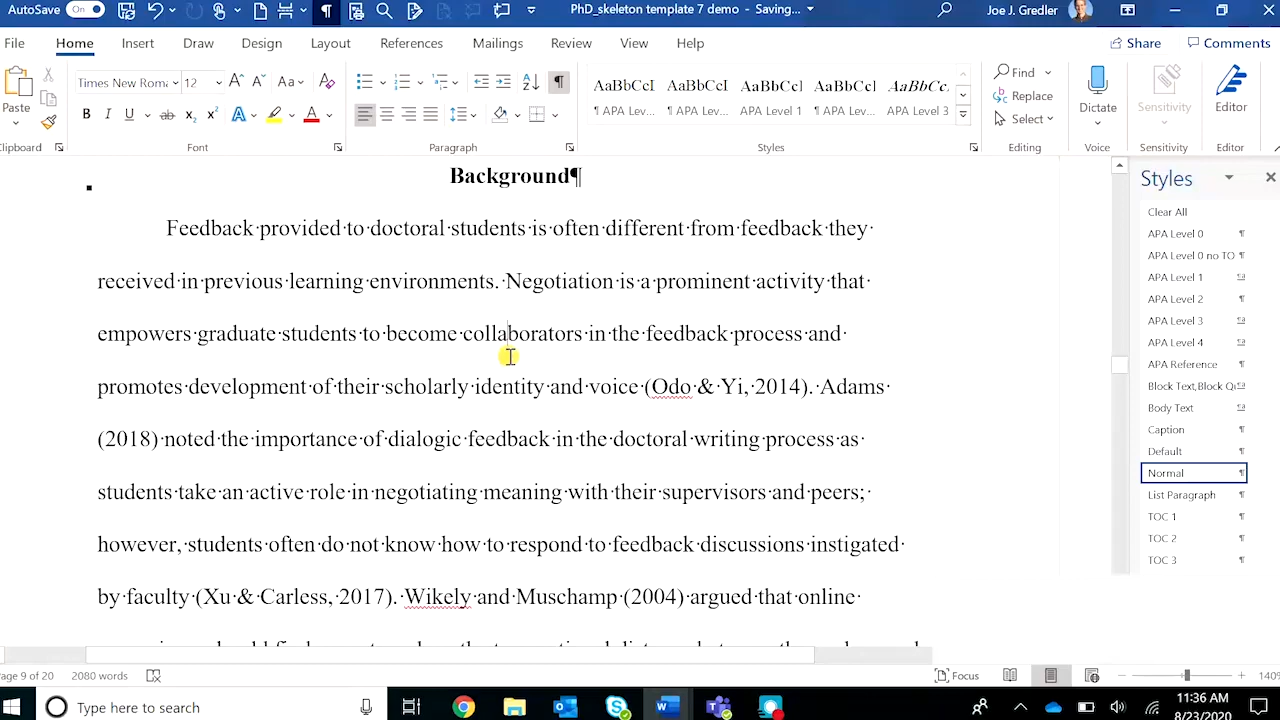 AutoSave On PhD_skeleton template 7 demo - Saving... Joe J. Gredler
File Home Insert Draw Design Layout References Mailings Review View Help Share Comments
Times New Roma 12 Aa
AaBbCcI AaBbCcI AaBbCcI AaBbCcI AaBbCc.
Find
Paste Replace Dictate Sensitivity Editor
¶ APA Lev... ¶ APA Lev... APA Level 1 ¶ APA Lev... APA Level 3
Select
Clipboard Font Paragraph Styles Editing Voice Sensitivity Editor
Background¶
Feedback·provided·to·doctoral·students·is·often·different·from·feedback·they·
received·in·previous·learning·environments.·Negotiation·is·a·prominent·activity·that·
empowers·graduate·students·to·become·collaborators·in·the·feedback·process·and·
promotes·development·of·their·scholarly·identity·and·voice·(Odo·&·Yi,·2014).·Adams·
(2018)·noted·the·importance·of·dialogic·feedback·in·the·doctoral·writing·process·as·
students·take·an·active·role·in·negotiating·meaning·with·their·supervisors·and·peers;·
however,·students·often·do·not·know·how·to·respond·to·feedback·discussions·instigated·
by·faculty·(Xu·&·Carless,·2017).·Wikely·and·Muschamp·(2004)·argued·that·online·
Styles
Clear All
APA Level 0
APA Level 0 no TO
APA Level 1
APA Level 2
APA Level 3
APA Level 4
APA Reference
Block Text,Block Qu
Body Text
Caption
Default
Normal
List Paragraph
TOC 1
TOC 2
TOC 3
Page 9 of 20 2080 words Focus 140%
Type here to search
11:36 AM
8/23/2020